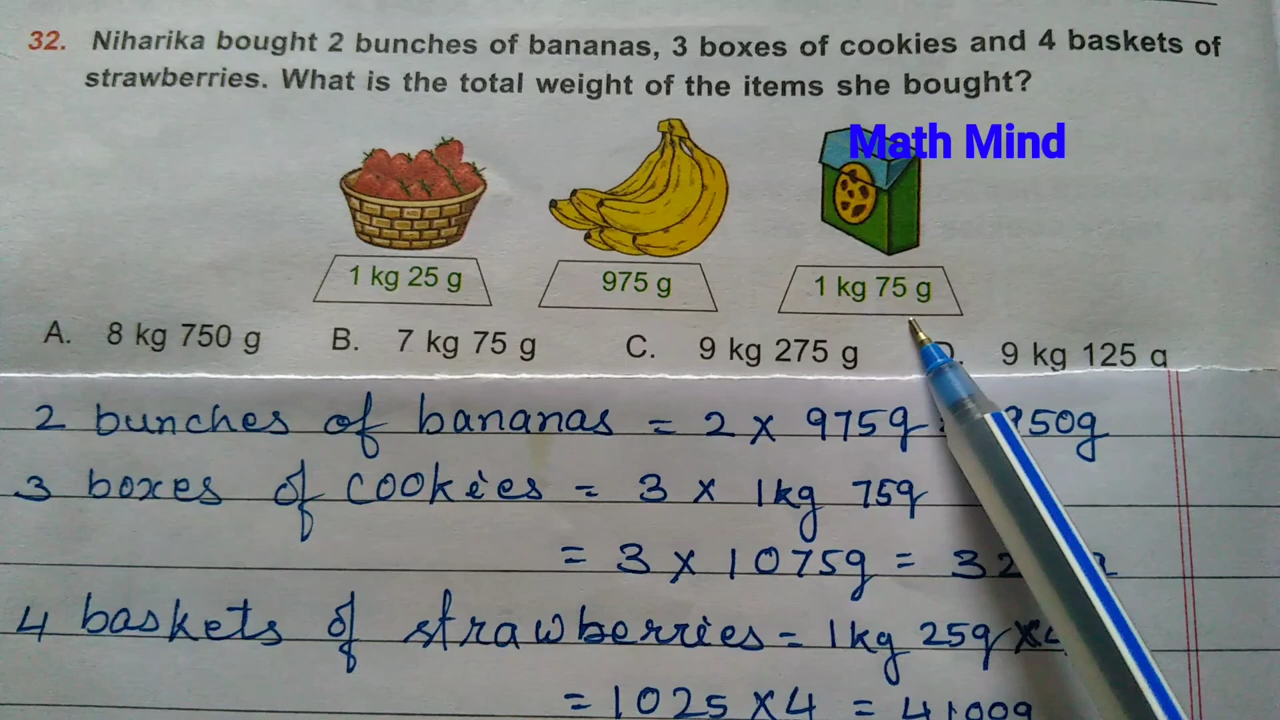 32. Niharika bought 2 bunches of bananas, 3 boxes of cookies and 4 baskets of
strawberries. What is the total weight of the items she bought?
Math Mind
1 kg 25 g 975 g 1 kg 75 g
A. 8 kg 750 g B. 7 kg 75 g C. 9 kg 275 g D. 9 kg 125 g
2 bunches of bananas = 2 × 975g
3 boxes of cookies = 3 × 1kg 75g
= 3 × 1075g =
4 baskets of strawberries = 1kg 25g ×
= 1025 × 4 = 4100g